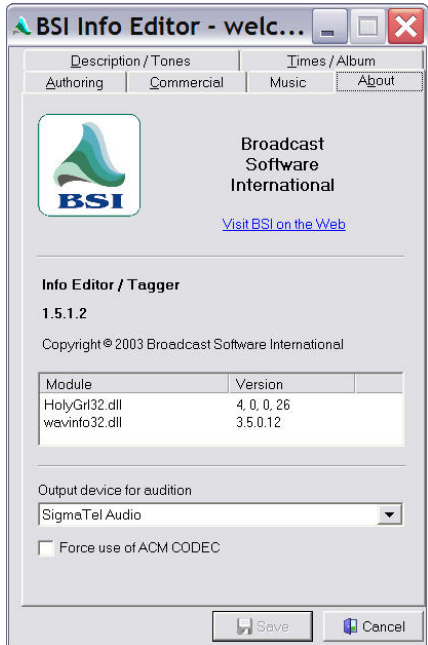 BSI Info Editor - welc...
Description / Tones
Times / Album
Authoring
Commercial
Music
About
BSI
Broadcast
Software
International
Visit BSI on the Web
Info Editor / Tagger
1.5.1.2
Copyright © 2003 Broadcast Software International
Module Version
HolyGrl32.dll 4, 0, 0, 26
wavinfo32.dll 3.5.0.12
Output device for audition
SigmaTel Audio
Force use of ACM CODEC
Save
Cancel